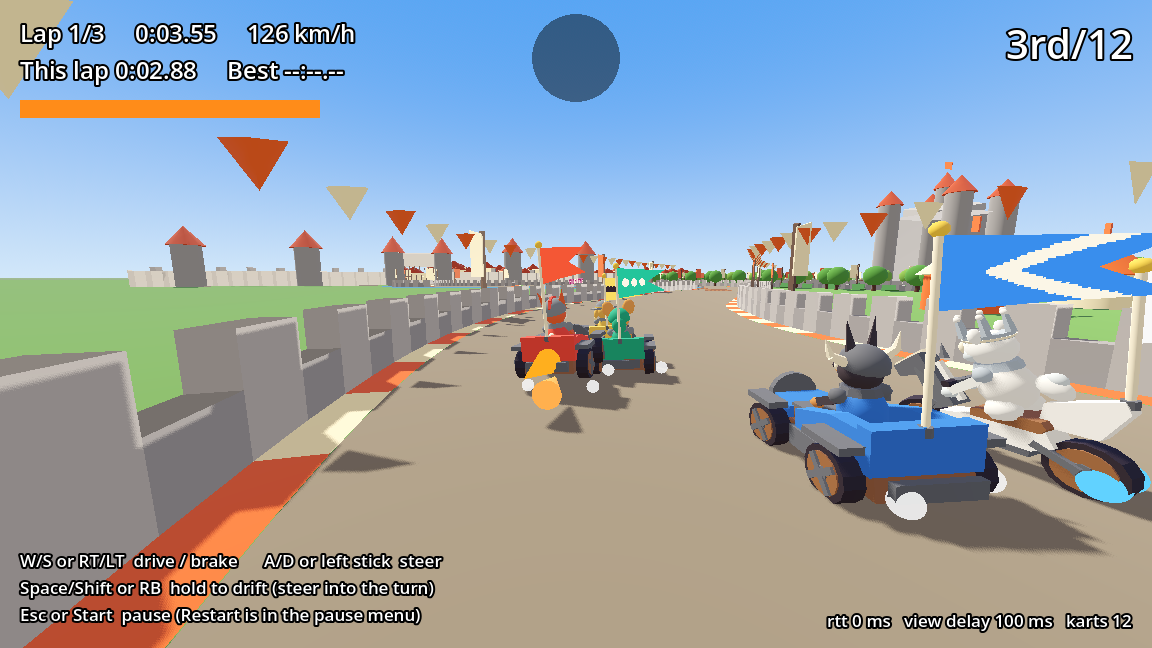 Lap 1/3 0:03.55 126 km/h
3rd/12
This lap 0:02.88 Best --:--.--
W/S or RT/LT drive / brake A/D or left stick steer
Space/Shift or RB hold to drift (steer into the turn)
Esc or Start pause (Restart is in the pause menu)
rtt 0 ms view delay 100 ms karts 12